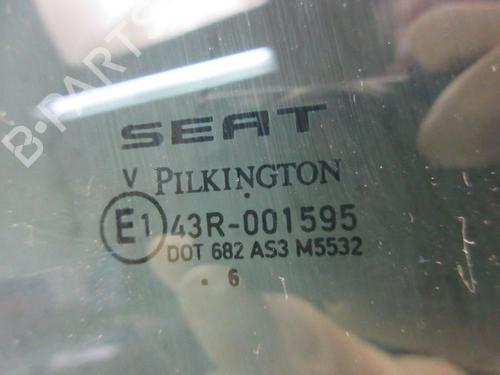 B-PARTS
SEAT
V PILKINGTON
E1 43R-001595
DOT 682 AS3 M5532
. 6